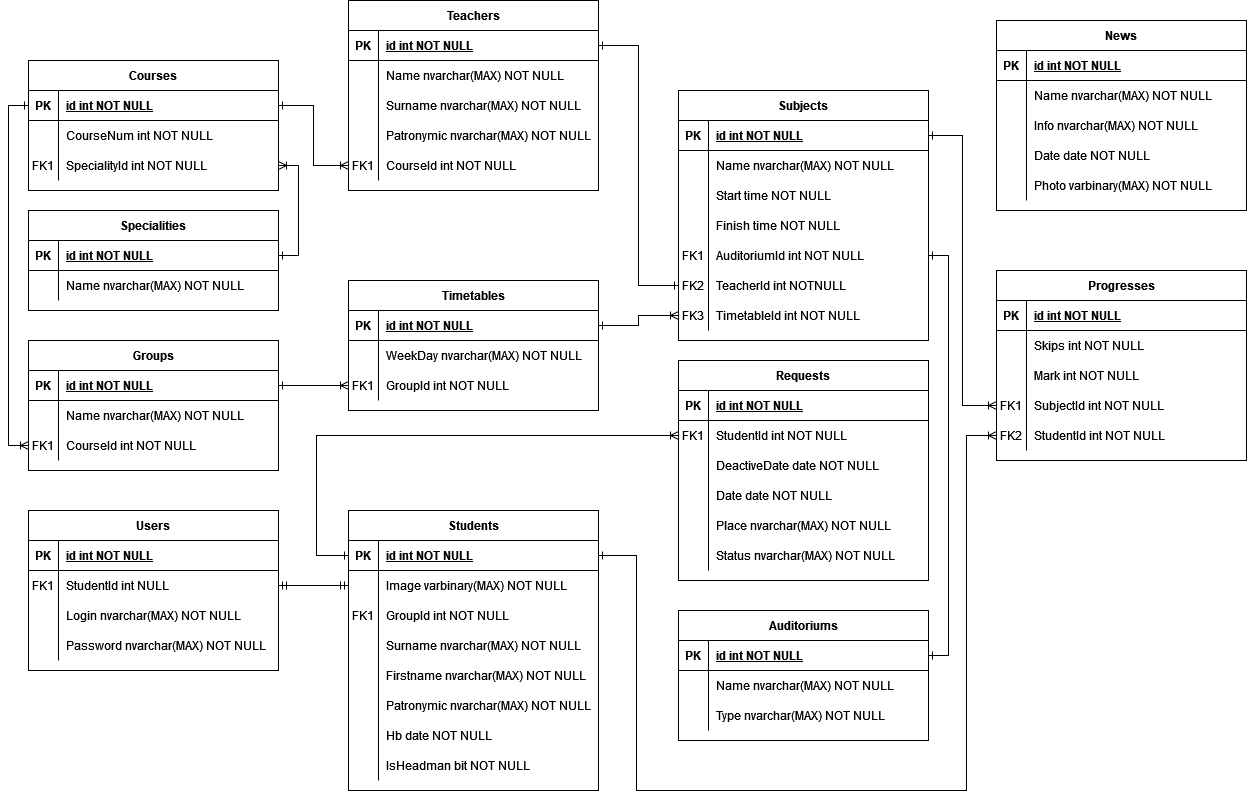 Teachers
PK id int NOT NULL
Name nvarchar(MAX) NOT NULL
Surname nvarchar(MAX) NOT NULL
Patronymic nvarchar(MAX) NOT NULL
FK1 CourseId int NOT NULL
News
PK id int NOT NULL
Name nvarchar(MAX) NOT NULL
Info nvarchar(MAX) NOT NULL
Date date NOT NULL
Photo varbinary(MAX) NOT NULL
Courses
PK id int NOT NULL
CourseNum int NOT NULL
FK1 SpecialityId int NOT NULL
Subjects
PK id int NOT NULL
Name nvarchar(MAX) NOT NULL
Start time NOT NULL
Finish time NOT NULL
FK1 AuditoriumId int NOT NULL
FK2 TeacherId int NOTNULL
FK3 TimetableId int NOT NULL
Specialities
PK id int NOT NULL
Name nvarchar(MAX) NOT NULL
Timetables
PK id int NOT NULL
WeekDay nvarchar(MAX) NOT NULL
FK1 GroupId int NOT NULL
Progresses
PK id int NOT NULL
Skips int NOT NULL
Mark int NOT NULL
FK1 SubjectId int NOT NULL
FK2 StudentId int NOT NULL
Groups
PK id int NOT NULL
Name nvarchar(MAX) NOT NULL
FK1 CourseId int NOT NULL
Requests
PK id int NOT NULL
FK1 StudentId int NOT NULL
DeactiveDate date NOT NULL
Date date NOT NULL
Place nvarchar(MAX) NOT NULL
Status nvarchar(MAX) NOT NULL
Users
PK id int NOT NULL
FK1 StudentId int NULL
Login nvarchar(MAX) NOT NULL
Password nvarchar(MAX) NOT NULL
Students
PK id int NOT NULL
Image varbinary(MAX) NOT NULL
FK1 GroupId int NOT NULL
Surname nvarchar(MAX) NOT NULL
Firstname nvarchar(MAX) NOT NULL
Patronymic nvarchar(MAX) NOT NULL
Hb date NOT NULL
IsHeadman bit NOT NULL
Auditoriums
PK id int NOT NULL
Name nvarchar(MAX) NOT NULL
Type nvarchar(MAX) NOT NULL